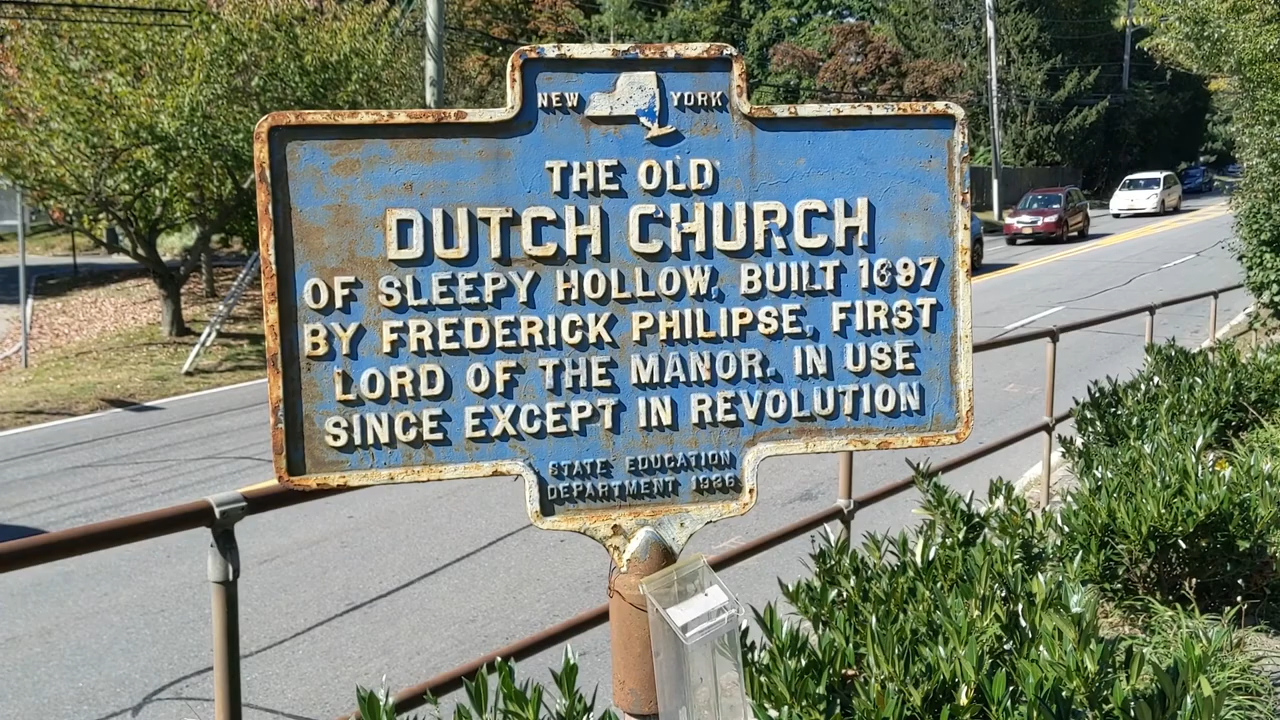 NEW YORK
THE OLD
DUTCH CHURCH
OF SLEEPY HOLLOW, BUILT 1697
BY FREDERICK PHILIPSE, FIRST
LORD OF THE MANOR. IN USE
SINCE EXCEPT IN REVOLUTION
STATE EDUCATION
DEPARTMENT 1936